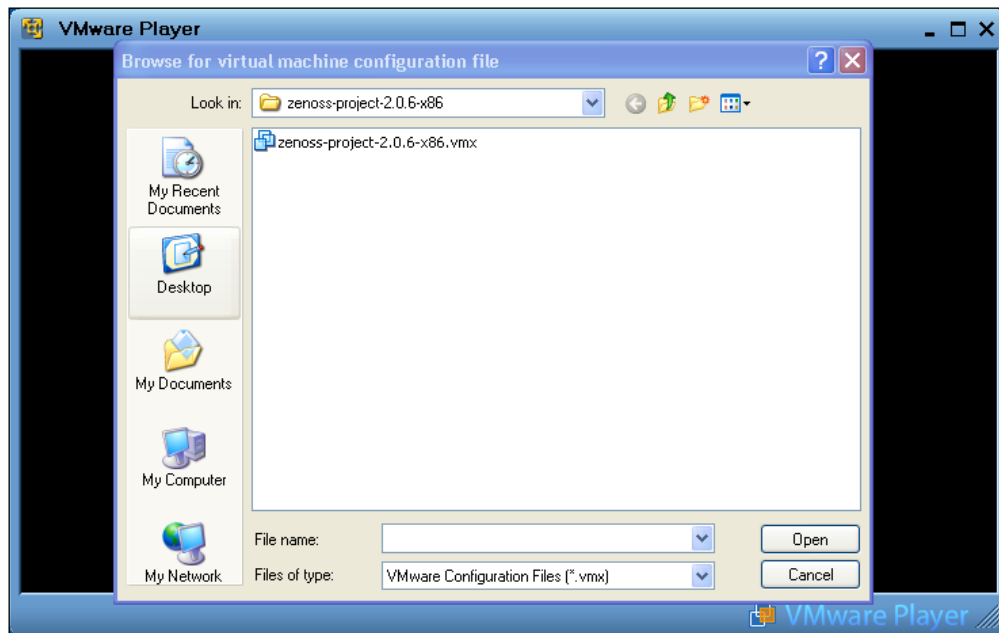 VMware Player
Browse for virtual machine configuration file
Look in: zenoss-project-2.0.6-x86
zenoss-project-2.0.6-x86.vmx
My Recent
Documents
Desktop
My Documents
My Computer
My Network
File name:
Open
Files of type: VMware Configuration Files (*.vmx)
Cancel
VMware Player